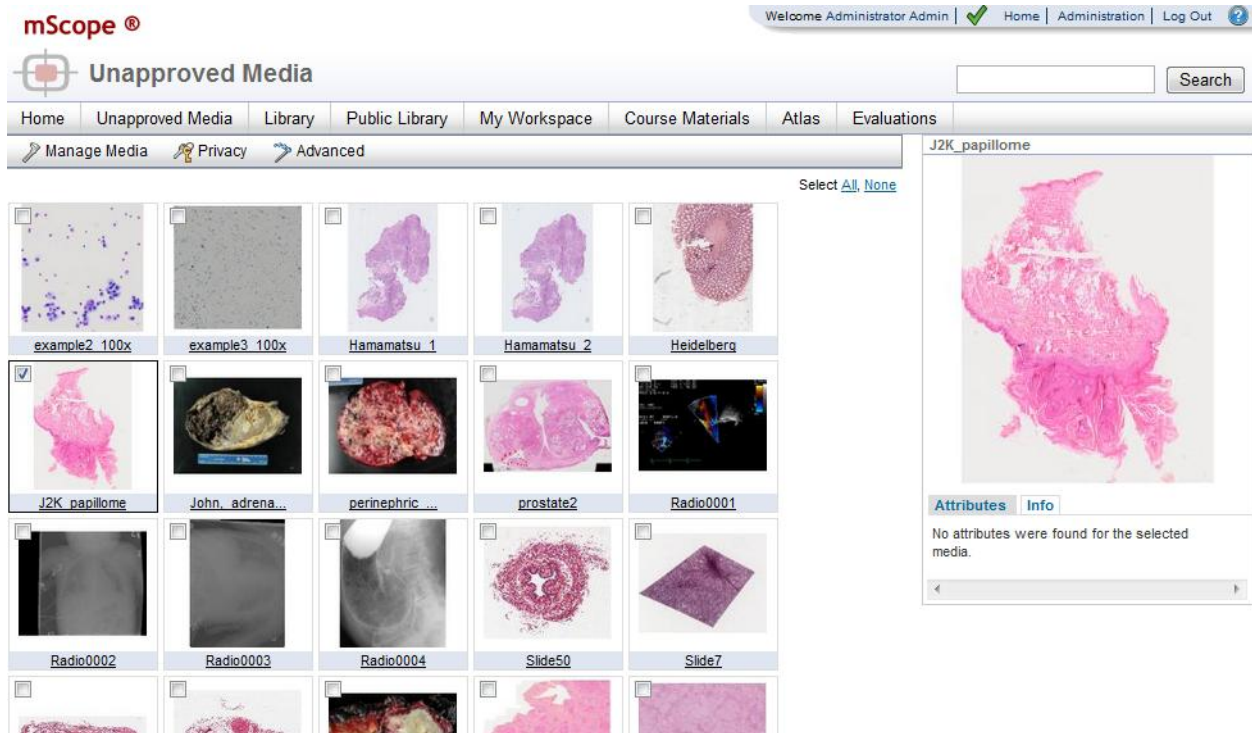 mScope ®
Welcome Administrator Admin | Home | Administration | Log Out
Unapproved Media
Search
Home Unapproved Media Library Public Library My Workspace Course Materials Atlas Evaluations
Manage Media Privacy Advanced
Select All, None
example2_100x example3_100x Hamamatsu_1 Hamamatsu_2 Heidelberg
J2K_papillome John, adrena... perinephric ... prostate2 Radio0001
Radio0002 Radio0003 Radio0004 Slide50 Slide7
J2K_papillome
Attributes Info
No attributes were found for the selected
media.